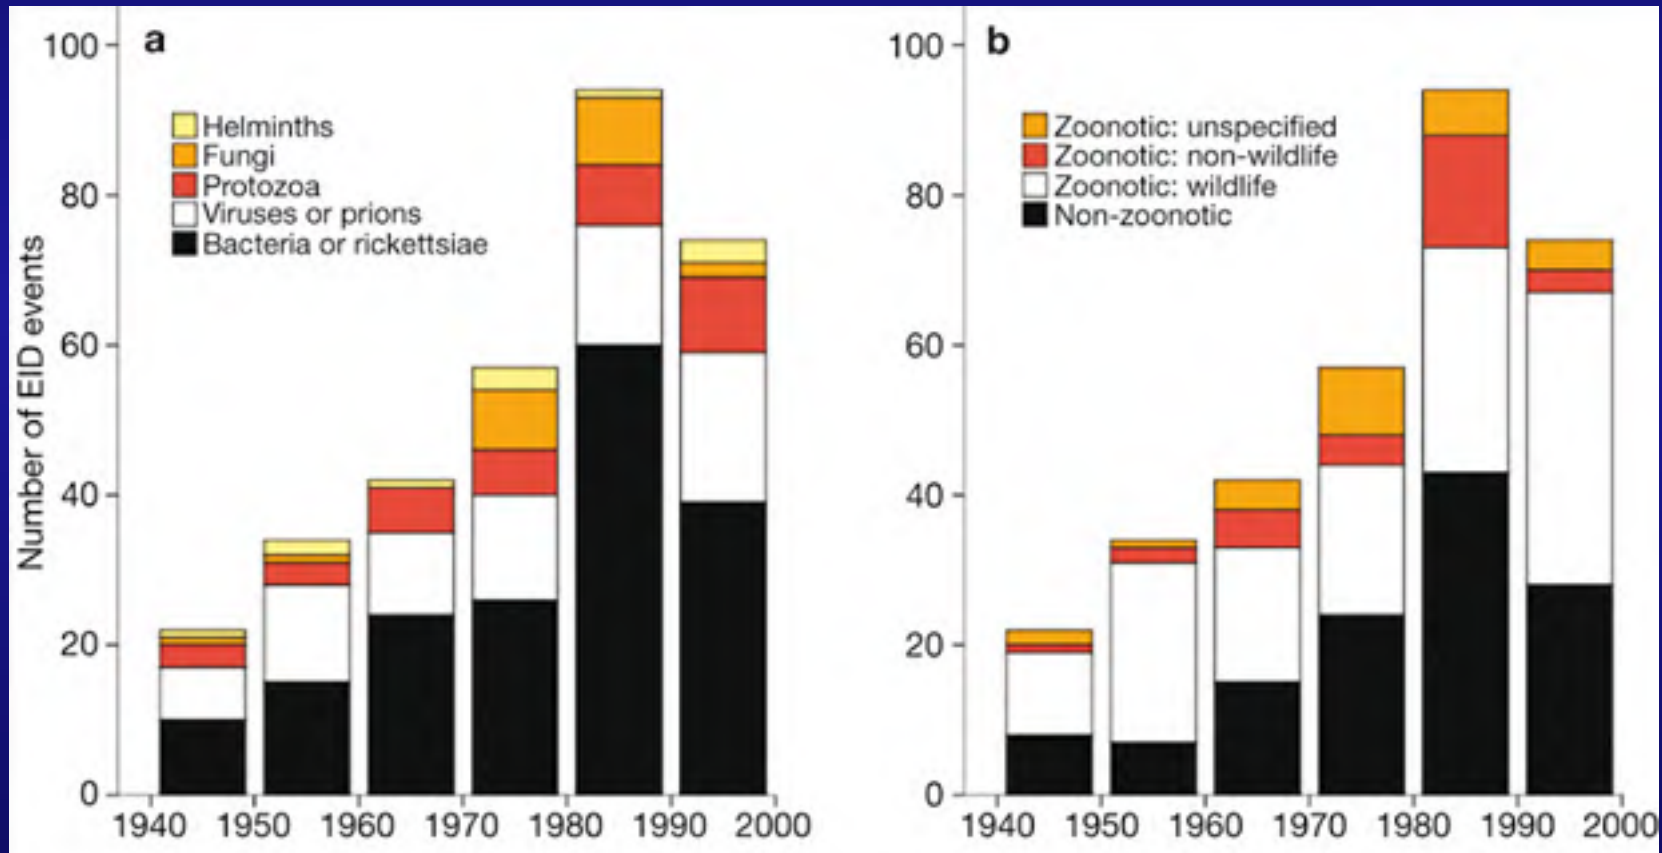 a
Number of EID events
100
80
60
40
20
0
Helminths
Fungi
Protozoa
Viruses or prions
Bacteria or rickettsiae
1940 1950 1960 1970 1980 1990 2000
b
100
80
60
40
20
0
Zoonotic: unspecified
Zoonotic: non-wildlife
Zoonotic: wildlife
Non-zoonotic
1940 1950 1960 1970 1980 1990 2000